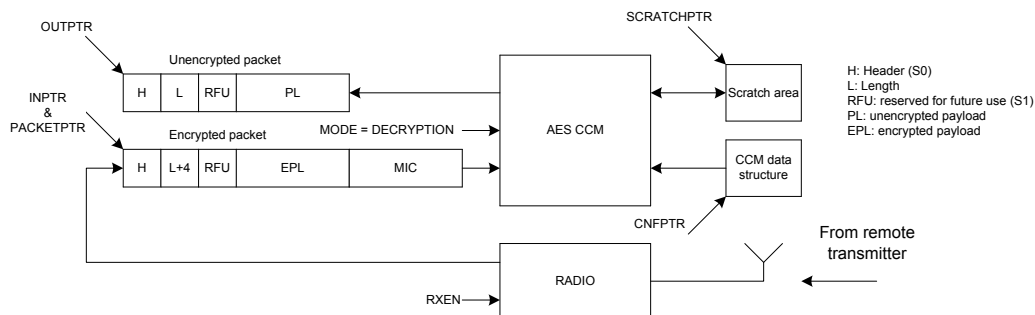 SCRATCHPTR
OUTPTR
Unencrypted packet
H L RFU PL
INPTR
&
PACKETPTR
MODE = DECRYPTION
AES CCM
Scratch area
H: Header (S0)
L: Length
RFU: reserved for future use (S1)
PL: unencrypted payload
EPL: encrypted payload
Encrypted packet
H L+4 RFU EPL MIC
CCM data
structure
CNFPTR
From remote
transmitter
RADIO
RXEN